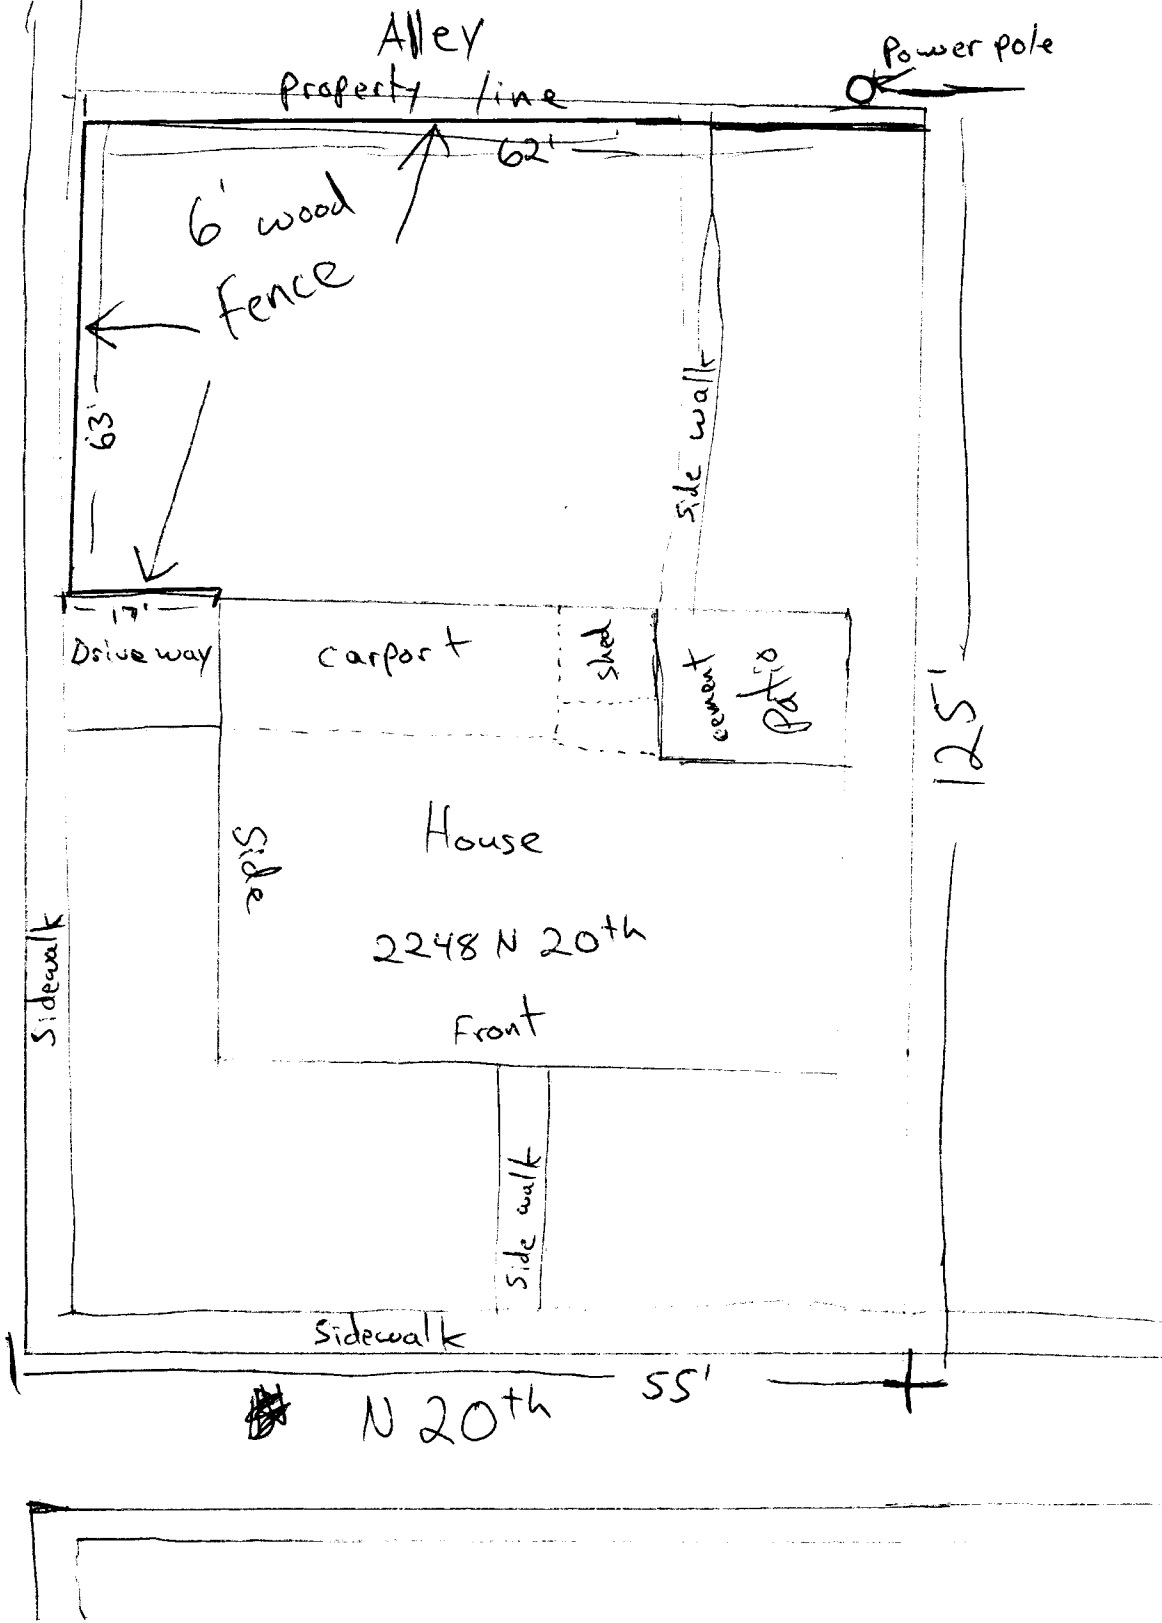 Alley
Power pole
Property line
62'
6' wood
Fence
63'
Side walk
17'
Driveway
Carport
Shed
cement
patio
125'
House
Side
2248 N 20th
Front
Sidewalk
Side walk
Sidewalk
55'
N 20th